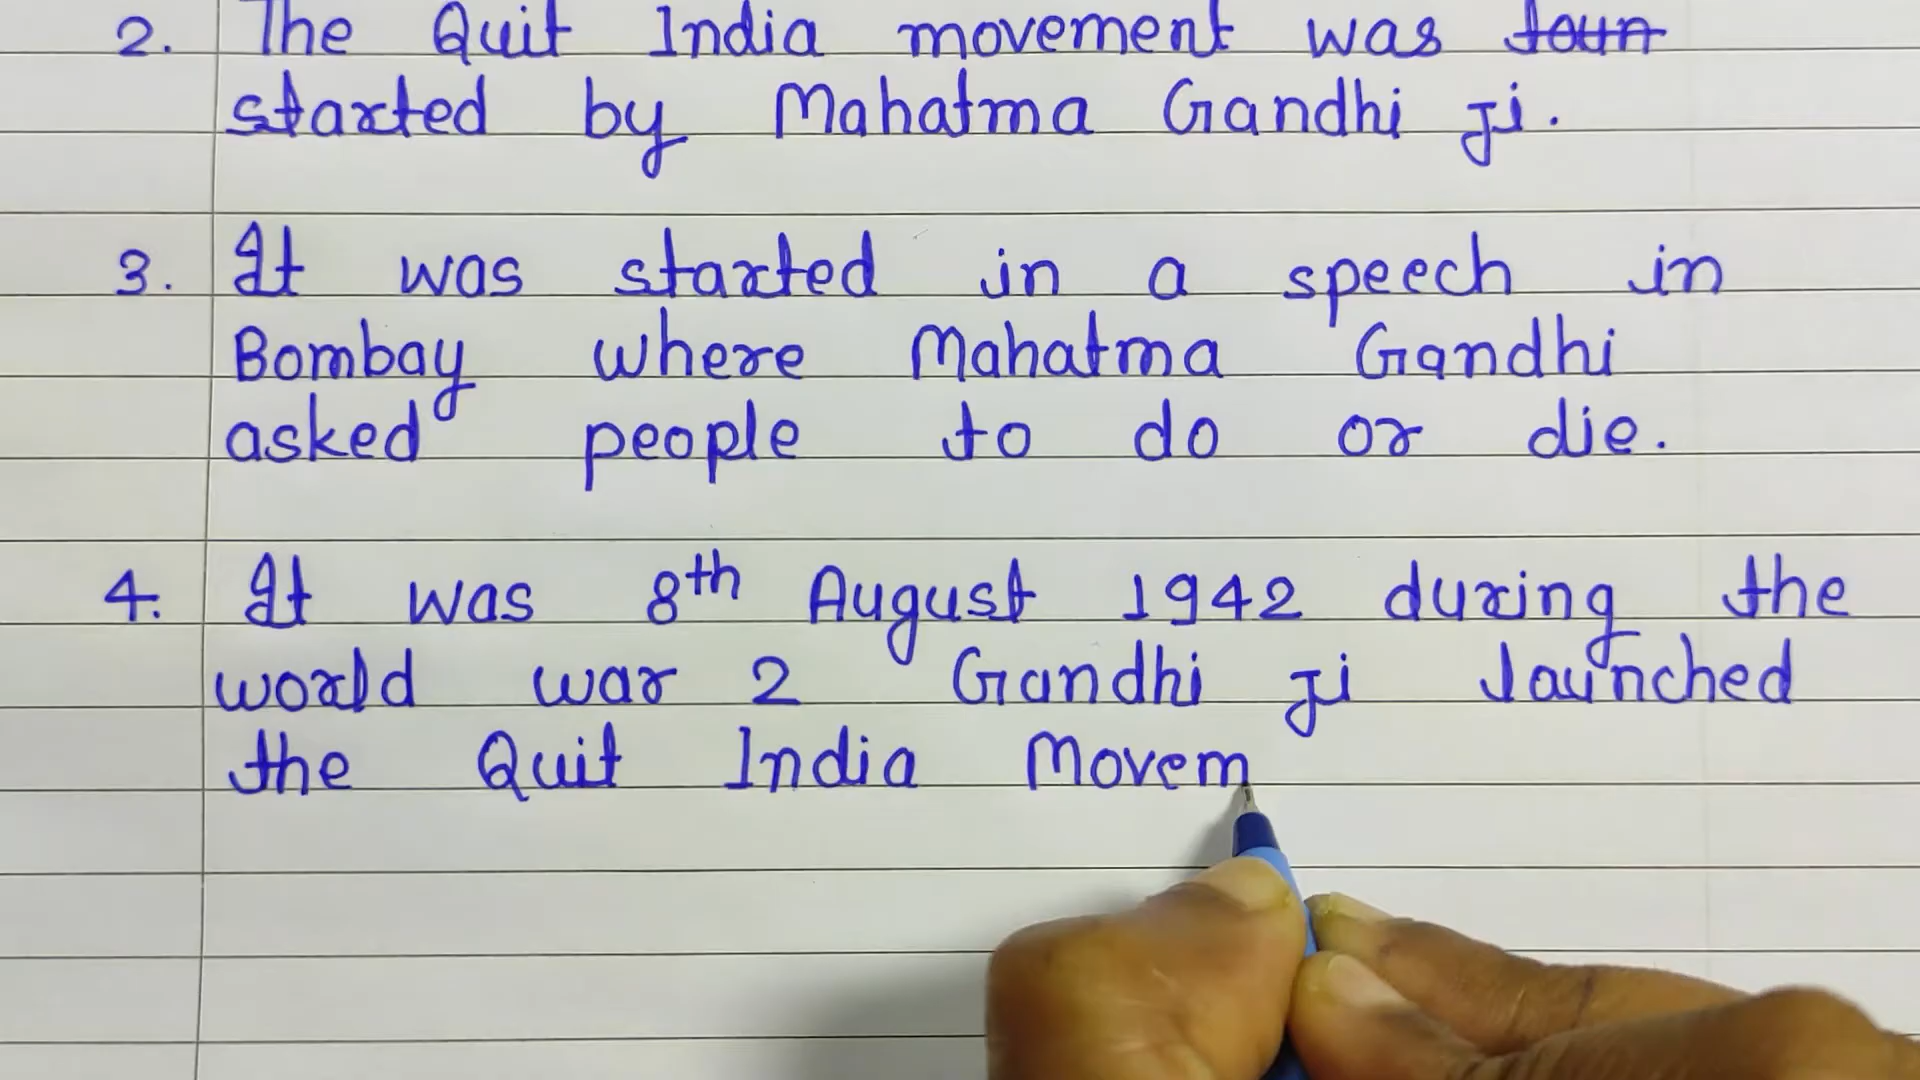 2. The Quit India movement was
started by Mahatma Gandhi ji.
3. It was started in a speech in
Bombay where Mahatma Gandhi
asked people to do or die.
4. It was 8th August 1942 during the
world war 2 Gandhi ji launched
the Quit India Movem